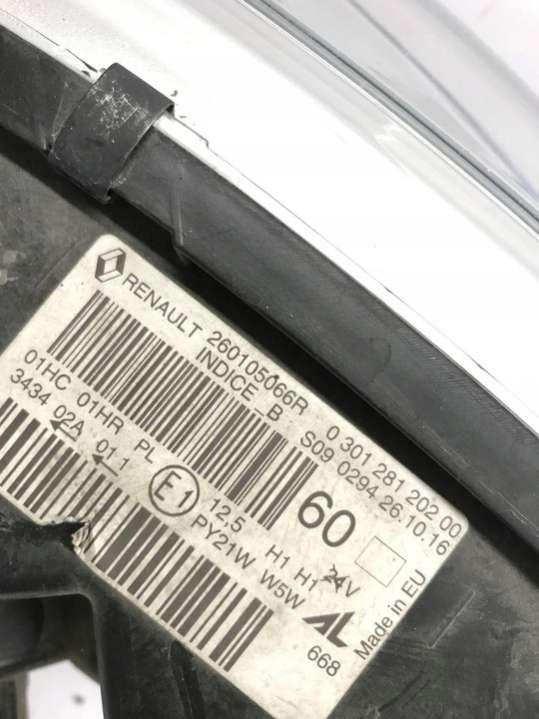 RENAULT 260105066R 0 301 281 202 00
INDICE_B S09 0294 26.10.16
60
01HC 01HR PL E1 12.5 H1 H1 24V
3434 02A 01 1 PY21W W5W
AL
668
Made in EU